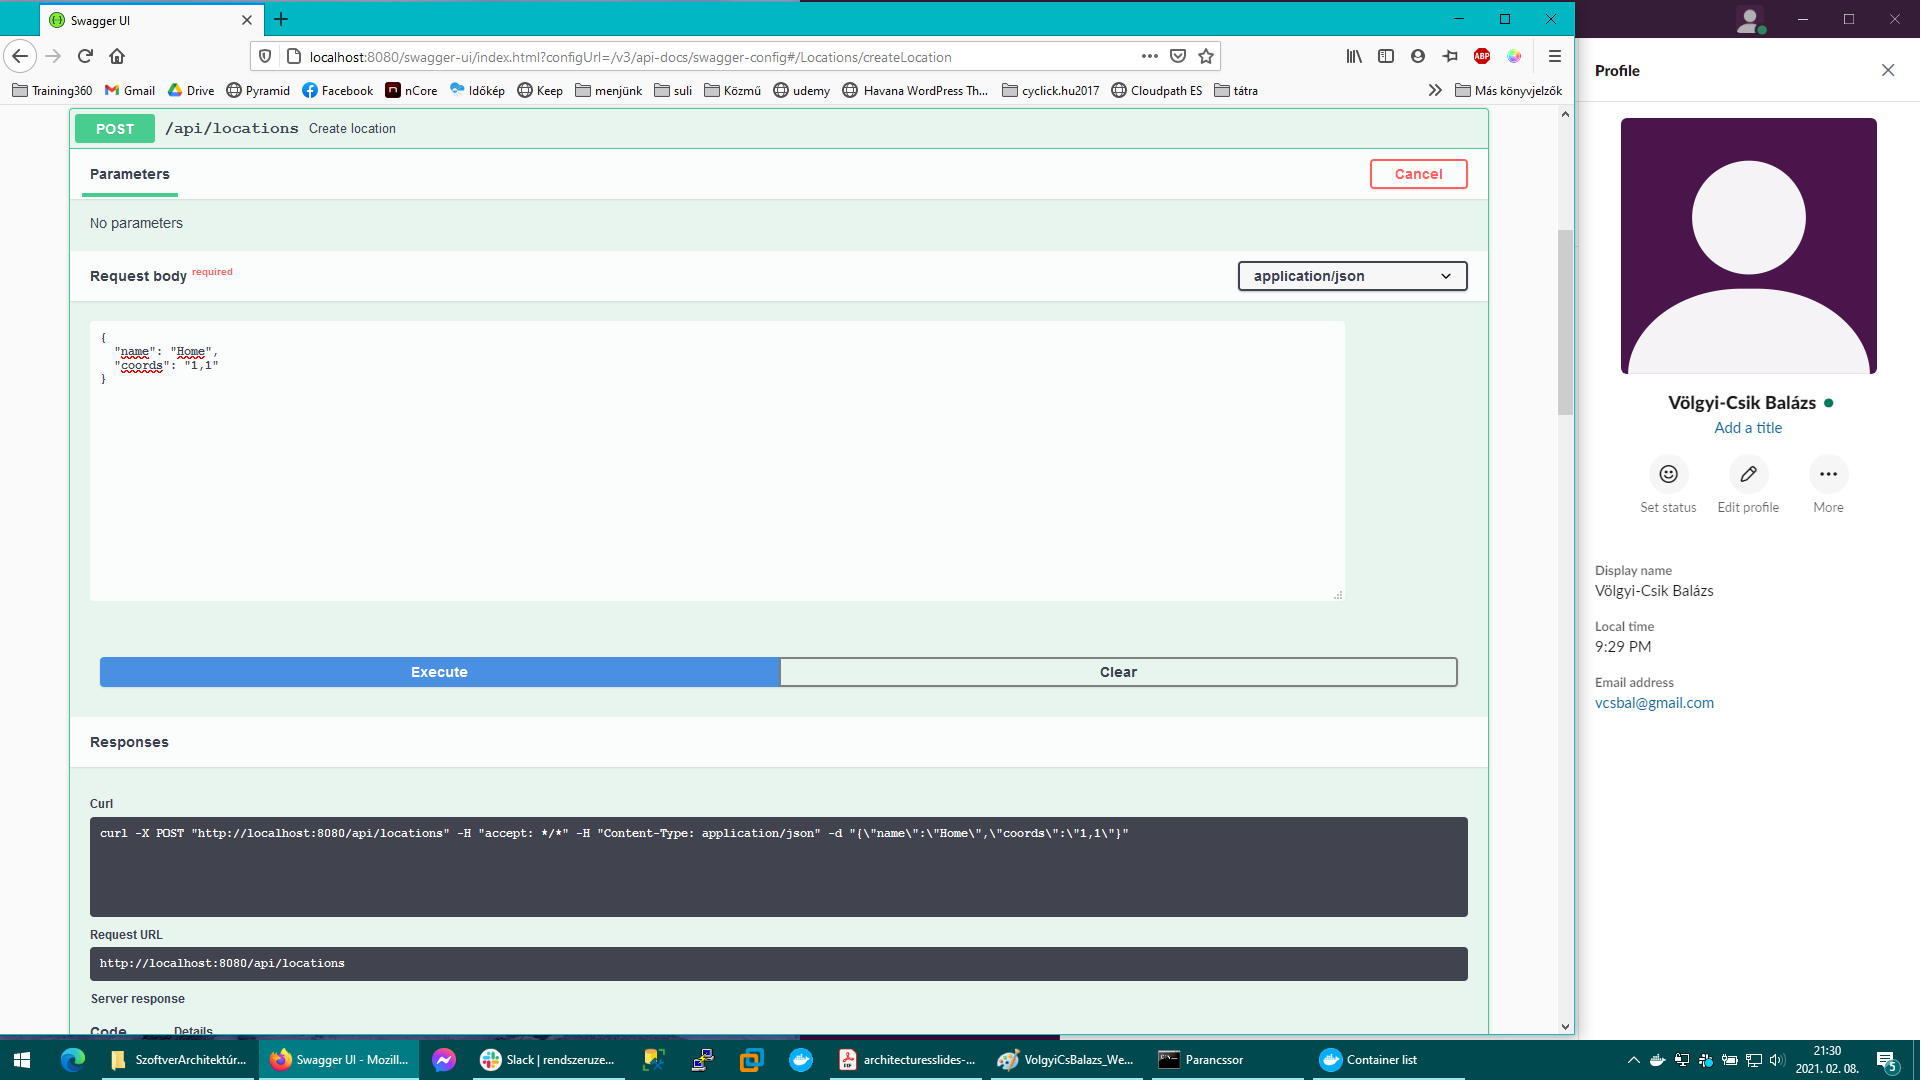 Swagger UI
localhost:8080/swagger-ui/index.html?configUrl=/v3/api-docs/swagger-config#/Locations/createLocation
ABP
Training360 Gmail Drive Pyramid Facebook nCore Időkép Keep menjünk suli Közmű udemy Havana WordPress Th... cyclick.hu2017 Cloudpath ES tátra Más könyvjelzők
POST /api/locations Create location
Parameters
Cancel
No parameters
Request body required
application/json
{
"name": "Home",
"coords": "1,1"
}
Execute
Clear
Responses
Curl
curl -X POST "http://localhost:8080/api/locations" -H "accept: */*" -H "Content-Type: application/json" -d "{\"name\":\"Home\",\"coords\":\"1,1\"}"
Request URL
http://localhost:8080/api/locations
Server response
Code Details
Profile
Völgyi-Csik Balázs
Add a title
Set status Edit profile More
Display name
Völgyi-Csik Balázs
Local time
9:29 PM
Email address
vcsbal@gmail.com
SzoftverArchitektúr... Swagger UI - Mozill... Slack | rendszeruze... architecturesslides-... VolgyiCsBalazs_We... Parancssor Container list
21:30
2021. 02. 08.
5